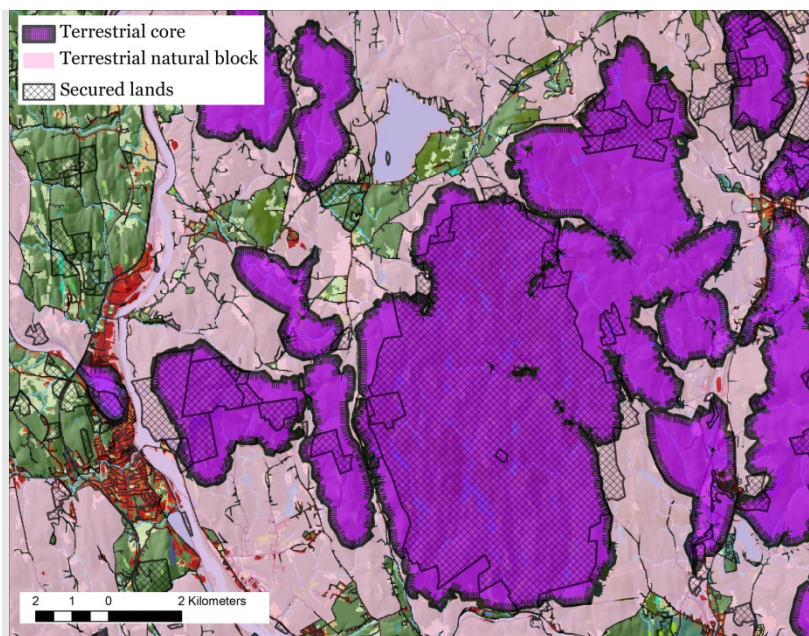 Terrestrial core
Terrestrial natural block
Secured lands
2 1 0 2 Kilometers